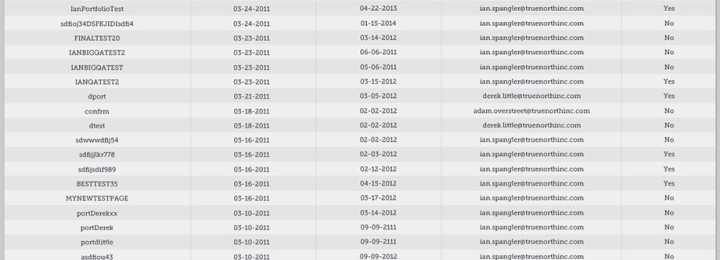 IanPortfolioTest 03-24-2011 04-22-2013 ian.spangler@truenorthinc.com Yes
sdfioj34DSFKJIDIsdfi4 03-24-2011 01-15-2014 ian.spangler@truenorthinc.com No
FINALTEST20 03-23-2011 03-14-2012 ian.spangler@truenorthinc.com No
IANBIGQATEST2 03-23-2011 06-06-2011 ian.spangler@truenorthinc.com No
IANBIGQATEST 03-23-2011 05-06-2011 ian.spangler@truenorthinc.com No
IANQATEST2 03-23-2011 03-15-2012 ian.spangler@truenorthinc.com Yes
dport 03-21-2011 03-05-2012 derek.little@truenorthinc.com Yes
confrm 03-18-2011 02-02-2012 adam.overstreet@truenorthinc.com No
dtest 03-18-2011 02-02-2012 derek.little@truenorthinc.com No
sdwwwdfij54 03-16-2011 02-02-2012 ian.spangler@truenorthinc.com No
sdfijjlkr778 03-16-2011 02-03-2012 ian.spangler@truenorthinc.com Yes
sdfijsdif989 03-16-2011 02-12-2012 ian.spangler@truenorthinc.com Yes
BESTTEST35 03-16-2011 04-15-2012 ian.spangler@truenorthinc.com Yes
MYNEWTESTPAGE 03-16-2011 03-17-2012 ian.spangler@truenorthinc.com No
portDerekxx 03-10-2011 03-14-2012 ian.spangler@truenorthinc.com No
portDerek 03-10-2011 09-09-2111 ian.spangler@truenorthinc.com No
portdlittle 03-10-2011 09-09-2111 ian.spangler@truenorthinc.com No
asdfiou43 03-10-2011 09-09-2012 ian.spangler@truenorthinc.com No